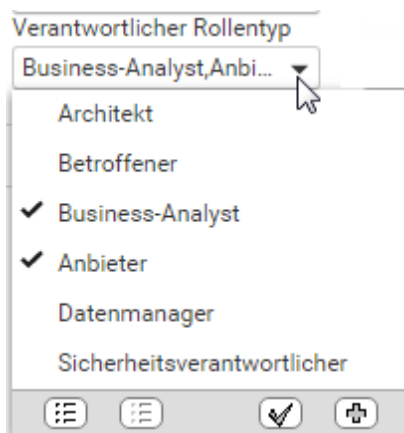 Verantwortlicher Rollentyp
Business-Analyst,Anbi...
Architekt
Betroffener
Business-Analyst
Anbieter
Datenmanager
Sicherheitsverantwortlicher